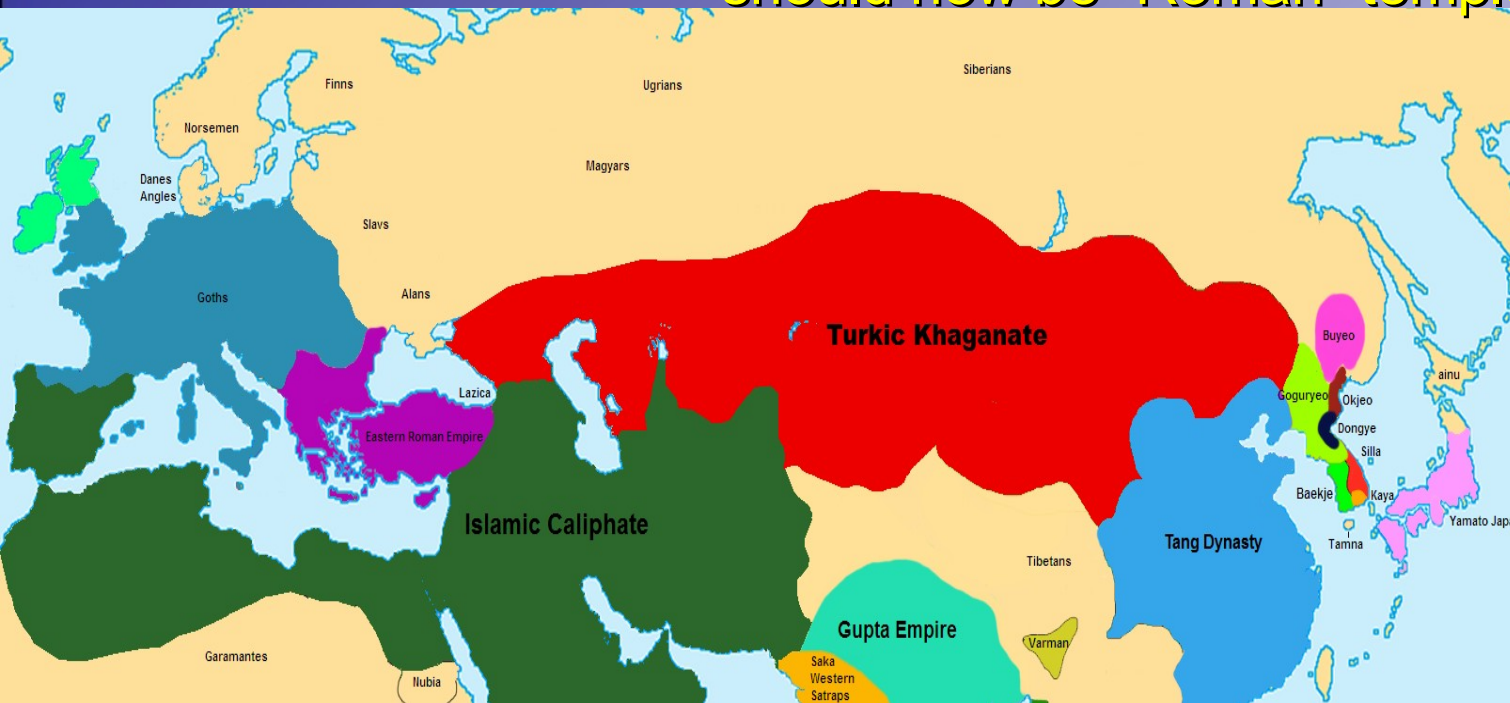 Siberians
Finns
Ugrians
Norsemen
Magyars
Danes
Angles
Slavs
Alans
Goths
Turkic Khaganate
Buyeo
ainu
Lazica
Goguryeo
Okjeo
Dongye
Eastern Roman Empire
Silla
Baekje
Kaya
Islamic Caliphate
Yamato
Tang Dynasty
Tamna
Tibetans
Gupta Empire
Varman
Garamantes
Saka
Western
Satraps
Nubia